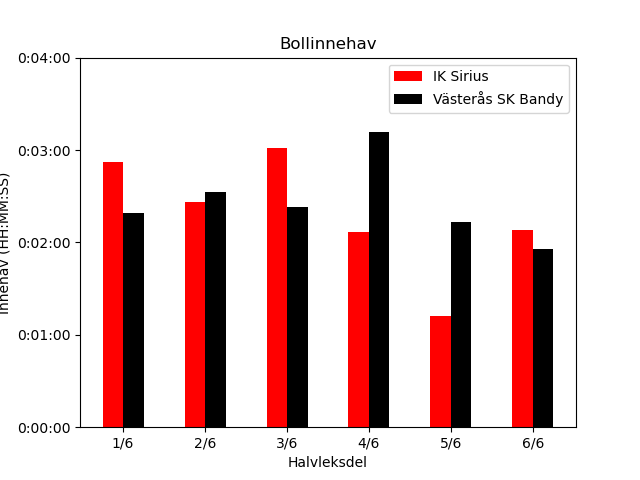 Bollinnehav
IK Sirius
Västerås SK Bandy
0:04:00
0:03:00
0:02:00
0:01:00
0:00:00
Innehav (HH:MM:SS)
1/6 2/6 3/6 4/6 5/6 6/6
Halvleksdel